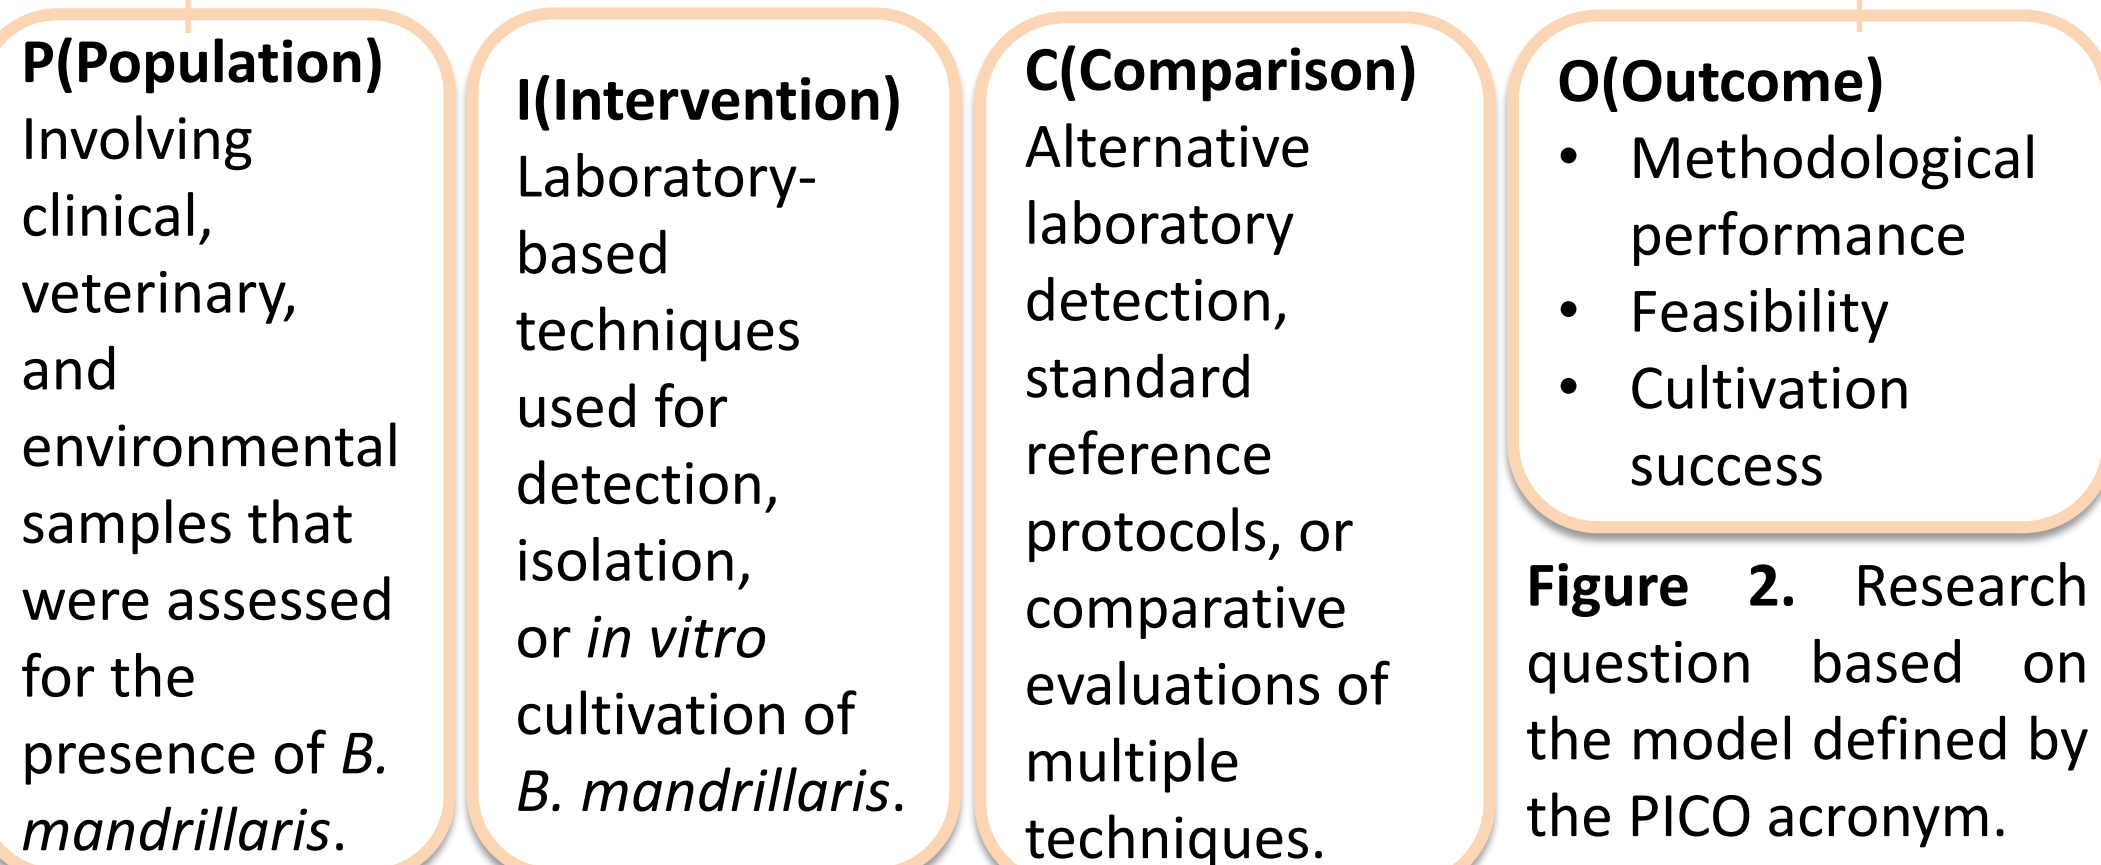 P(Population)
Involving
clinical,
veterinary,
and
environmental
samples that
were assessed
for the
presence of B.
mandrillaris.
I(Intervention)
Laboratory-
based
techniques
used for
detection,
isolation,
or in vitro
cultivation of
B. mandrillaris.
C(Comparison)
Alternative
laboratory
detection,
standard
reference
protocols, or
comparative
evaluations of
multiple
techniques.
O(Outcome)
• Methodological
performance
• Feasibility
• Cultivation
success
Figure 2. Research
question based on
the model defined by
the PICO acronym.